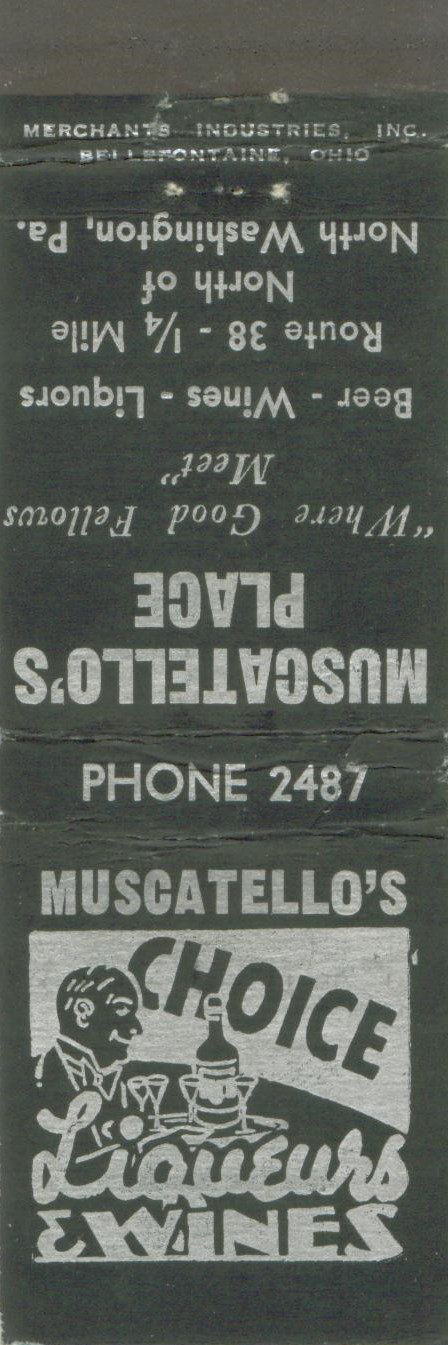 MERCHANTS INDUSTRIES, INC.
BELLEFONTAINE, OHIO
MUSCATELLO'S
PLACE
"Where Good Fellows
Meet"
Beer - Wines - Liquors
Route 38 - 1/4 Mile
North of
North Washington, Pa.
PHONE 2487
MUSCATELLO'S
CHOICE
Liqueurs
& WINES